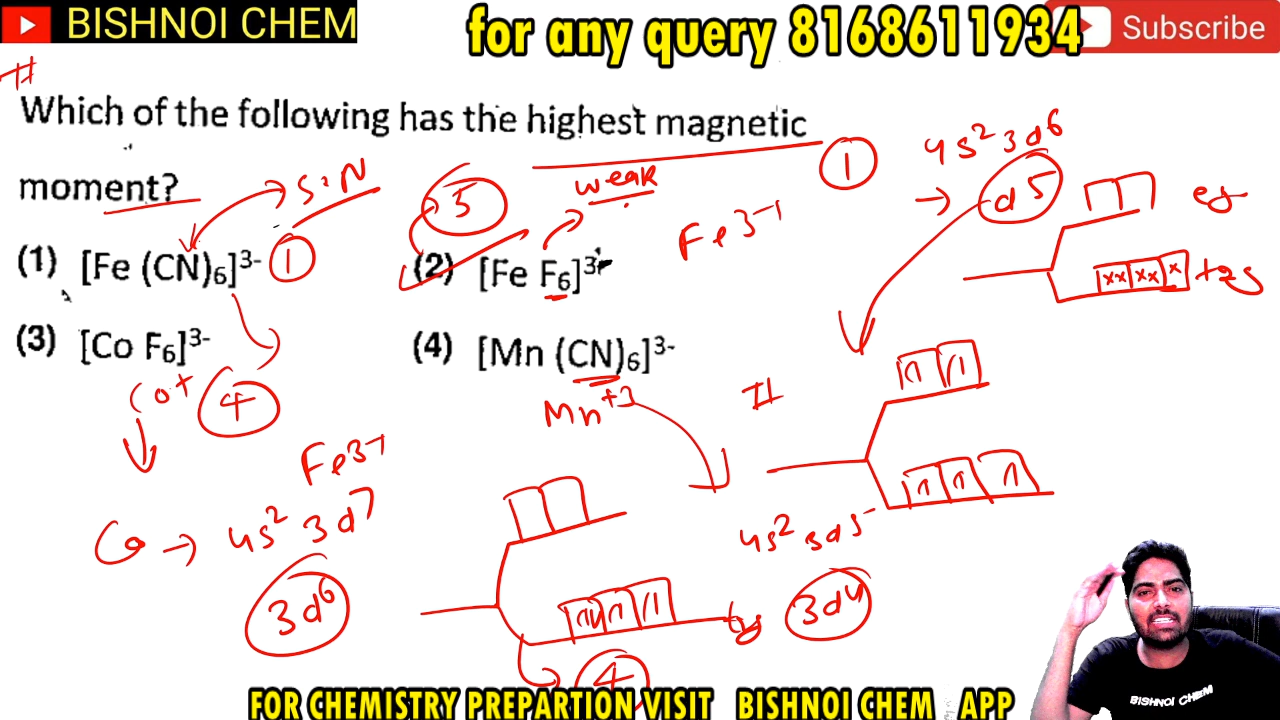 BISHNOI CHEM
for any query 8168611934
Subscribe
#
Which of the following has the highest magnetic
moment?
S.N
5
weak
1
4s² 3d⁶
→ d5
eg
t2g
(1) [Fe (CN)₆]³⁻ 1
(2) [Fe F₆]³⁻
Fe3+
(3) [Co F₆]³⁻
(4) [Mn (CN)₆]³⁻
4
Mn+3
Fe3+
Co → 4s² 3d⁷
3d⁶
4s² 3d5
3d⁴
4
BISHNOI CHEM
FOR CHEMISTRY PREPARTION VISIT BISHNOI CHEM APP